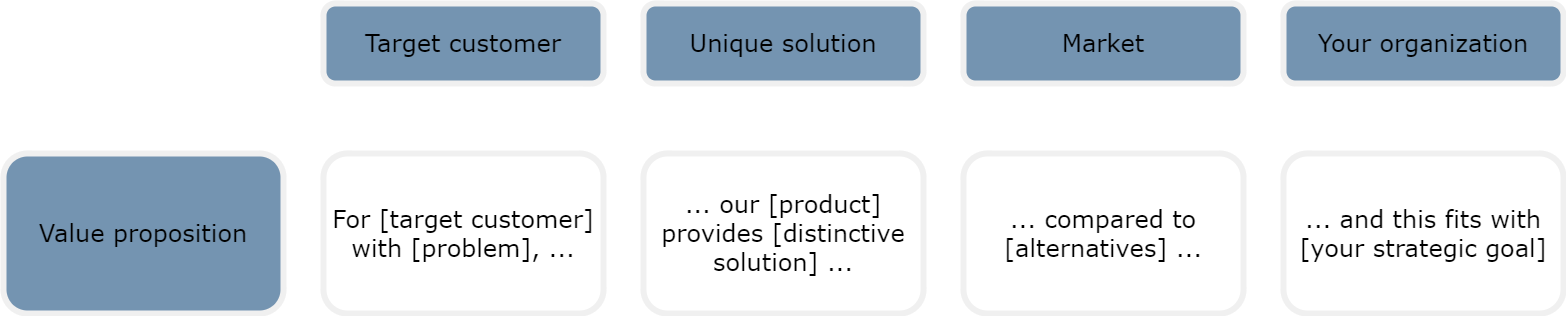 Target customer
Unique solution
Market
Your organization
Value proposition
For [target customer]
with [problem], ...
... our [product]
provides [distinctive
solution] ...
... compared to
[alternatives] ...
... and this fits with
[your strategic goal]